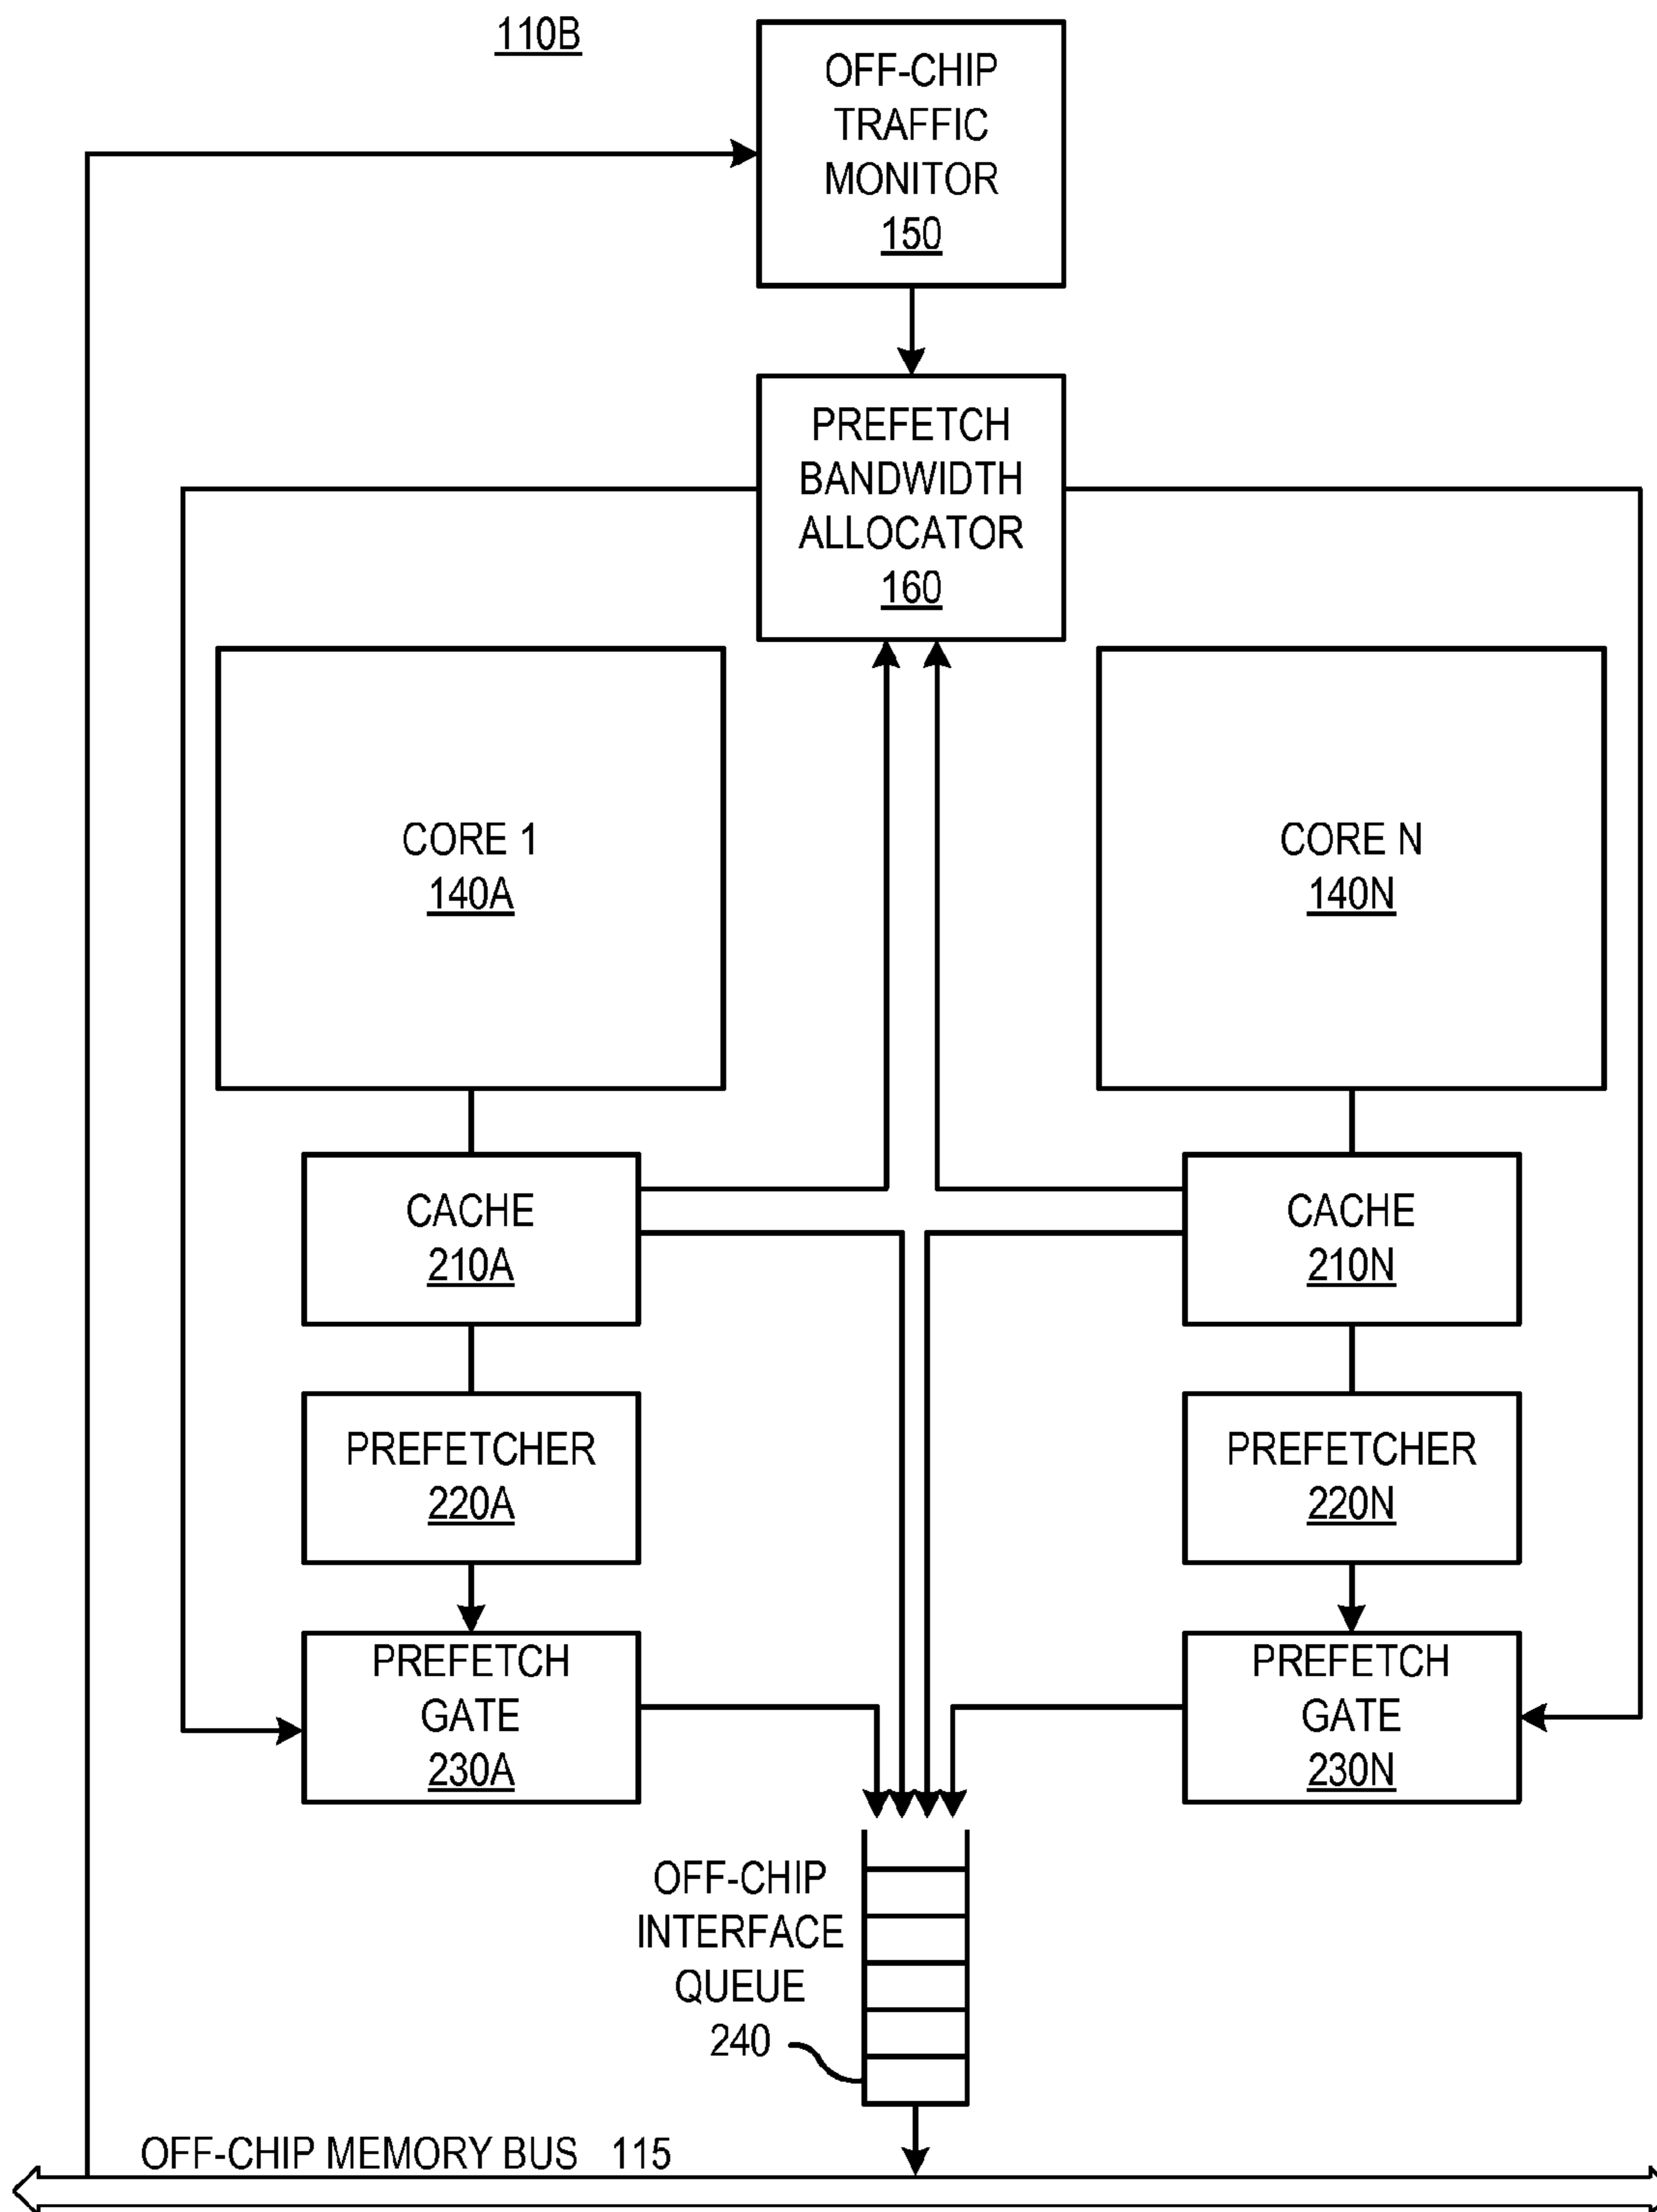 110B
OFF-CHIP
TRAFFIC
MONITOR
150
PREFETCH
BANDWIDTH
ALLOCATOR
160
CORE 1
140A
CORE N
140N
CACHE
210A
CACHE
210N
PREFETCHER
220A
PREFETCHER
220N
PREFETCH
GATE
230A
PREFETCH
GATE
230N
OFF-CHIP
INTERFACE
QUEUE
240
OFF-CHIP MEMORY BUS 115